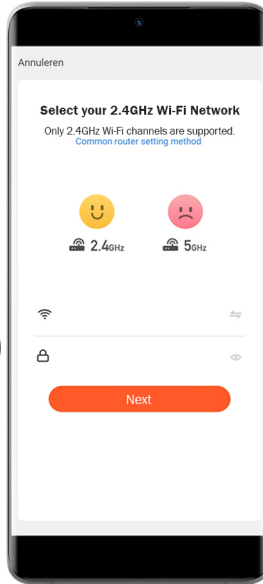 Annuleren
Select your 2.4GHz Wi-Fi Network
Only 2.4GHz Wi-Fi channels are supported.
Common router setting method
2.4GHz 5GHz
Next